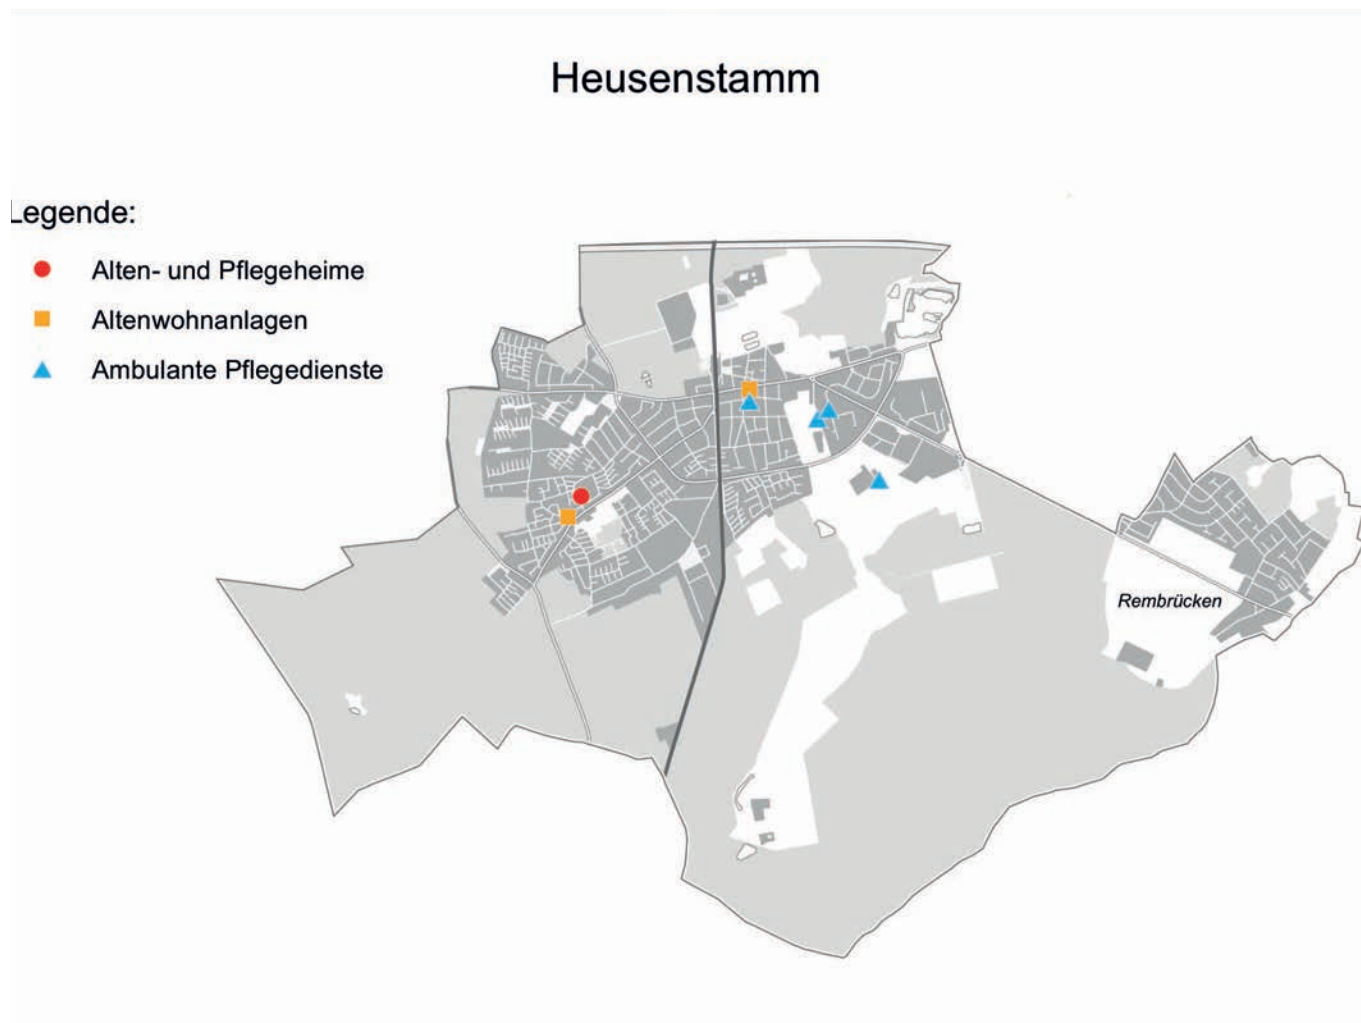 Heusenstamm
Legende:
Alten- und Pflegeheime
Altenwohnanlagen
Ambulante Pflegedienste
Rembrücken